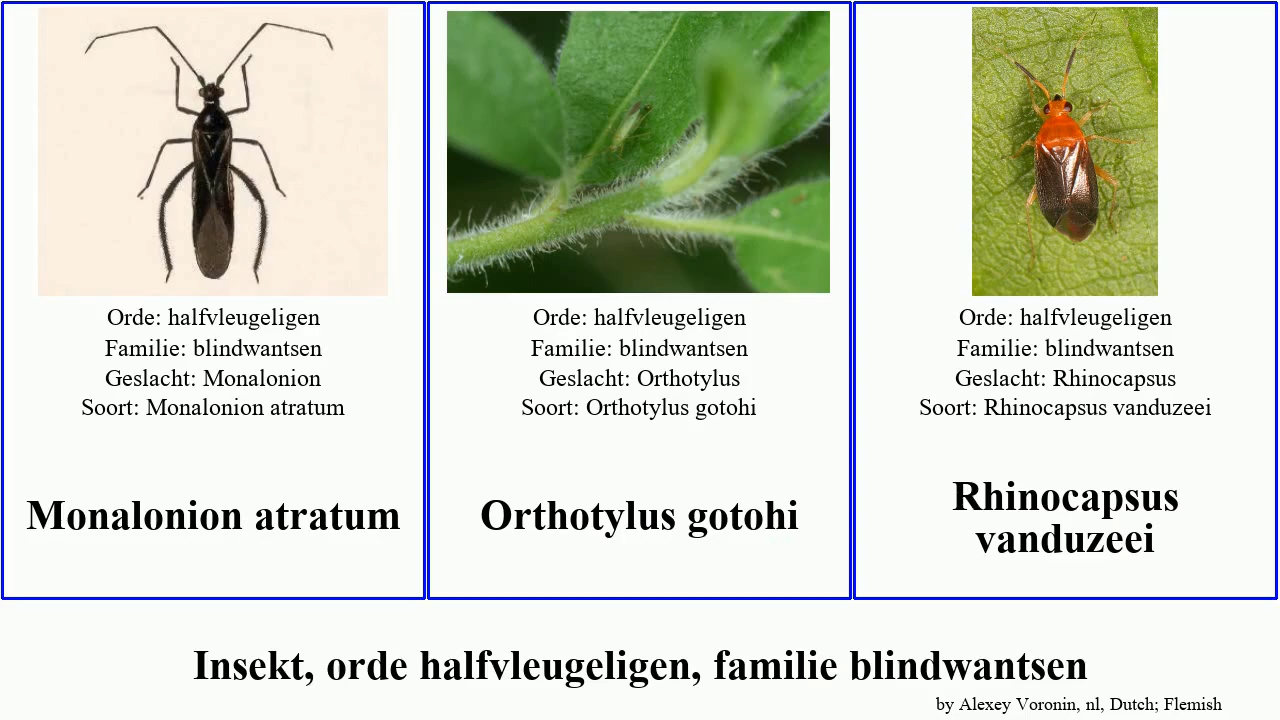 Orde: halfvleugeligen
Familie: blindwantsen
Geslacht: Monalonion
Soort: Monalonion atratum
Monalonion atratum
Orde: halfvleugeligen
Familie: blindwantsen
Geslacht: Orthotylus
Soort: Orthotylus gotohi
Orthotylus gotohi
Orde: halfvleugeligen
Familie: blindwantsen
Geslacht: Rhinocapsus
Soort: Rhinocapsus vanduzeei
Rhinocapsus
vanduzeei
Insekt, orde halfvleugeligen, familie blindwantsen
by Alexey Voronin, nl, Dutch; Flemish